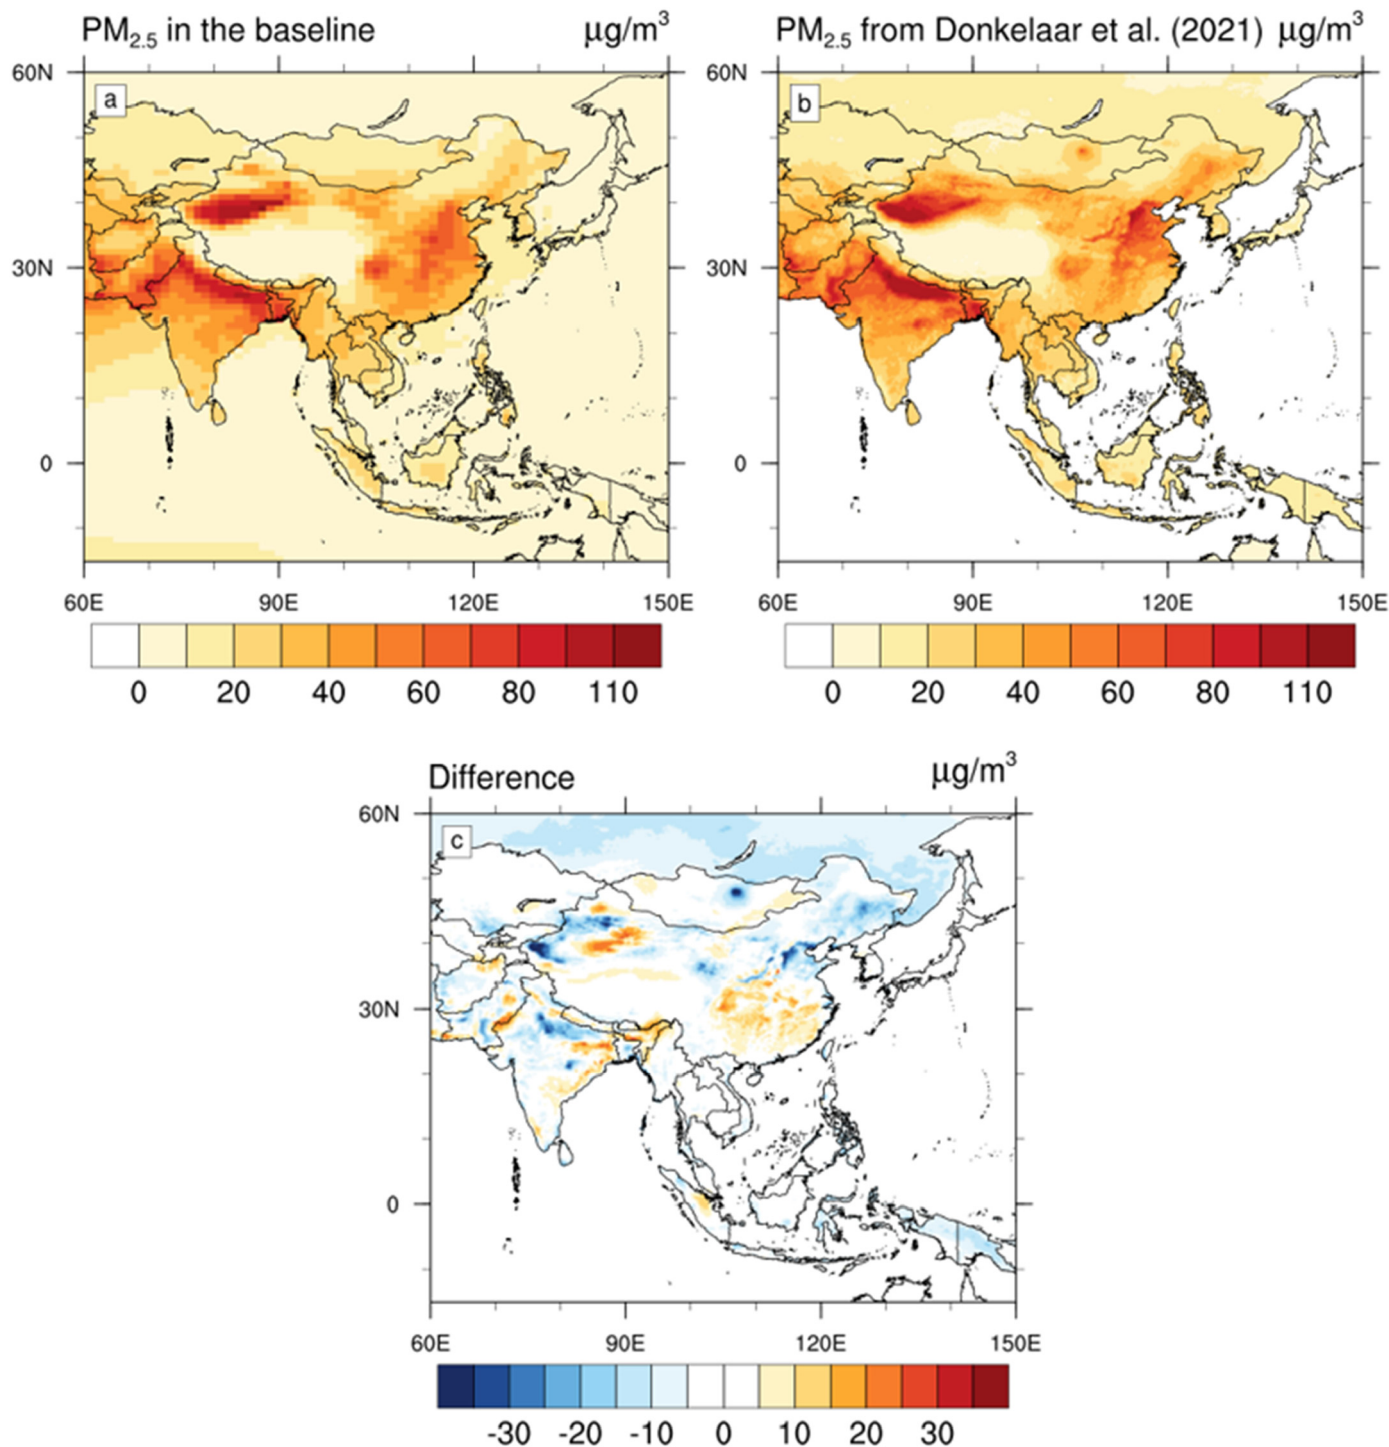 PM2.5 in the baseline µg/m3
a
60N
30N
0
60E 90E 120E 150E
0 20 40 60 80 110
PM2.5 from Donkelaar et al. (2021) µg/m3
b
60N
30N
0
60E 90E 120E 150E
0 20 40 60 80 110
Difference µg/m3
c
60N
30N
0
60E 90E 120E 150E
-30 -20 -10 0 10 20 30